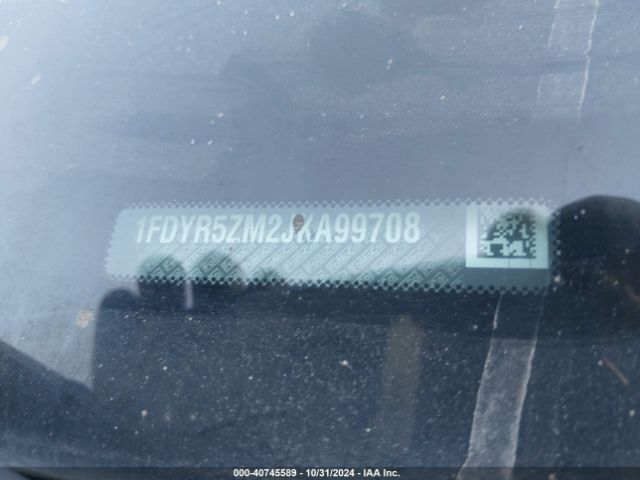 1FDYR5ZM2JKA99708
000-40745589 - 10/31/2024 - IAA Inc.